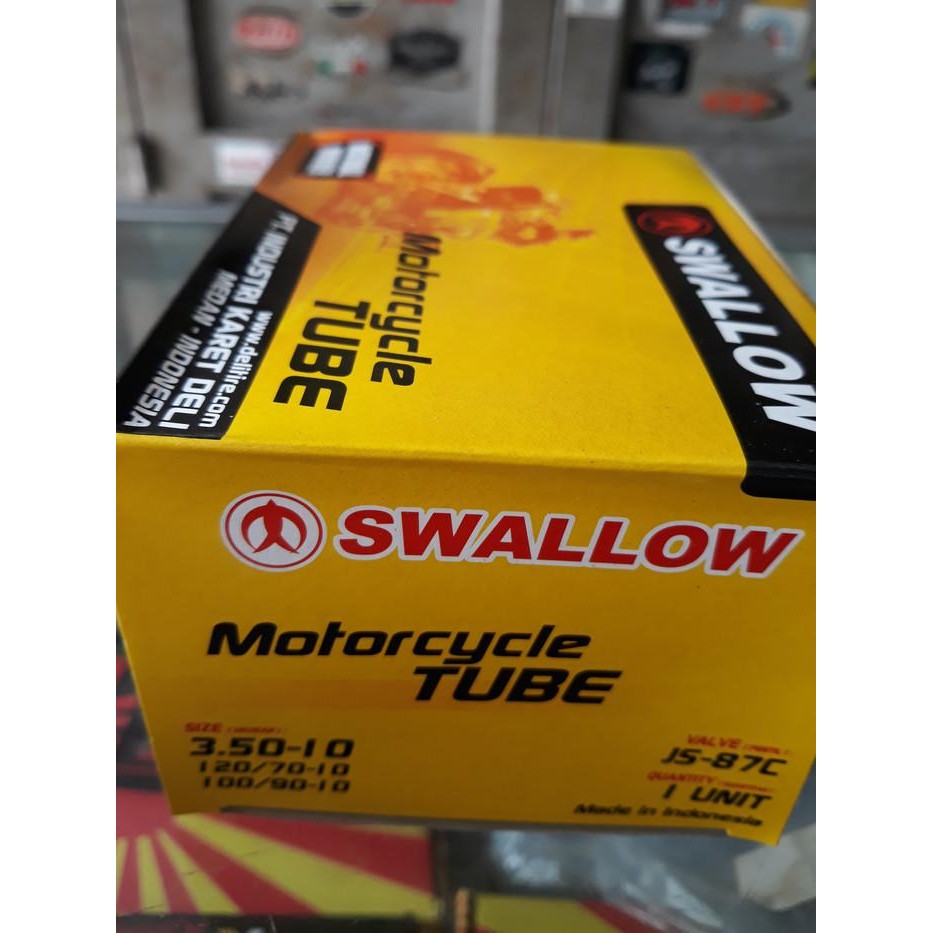 SWALLOW
Motorcycle
TUBE
www.delitire.com
PT. INDUSTRI KARET DELI
MEDAN - INDONESIA
SWALLOW
Motorcycle
TUBE
SIZE
3.50-10
120/70-10
100/90-10
VALVE
JS-87C
QUANTITY
1 UNIT
Made in Indonesia